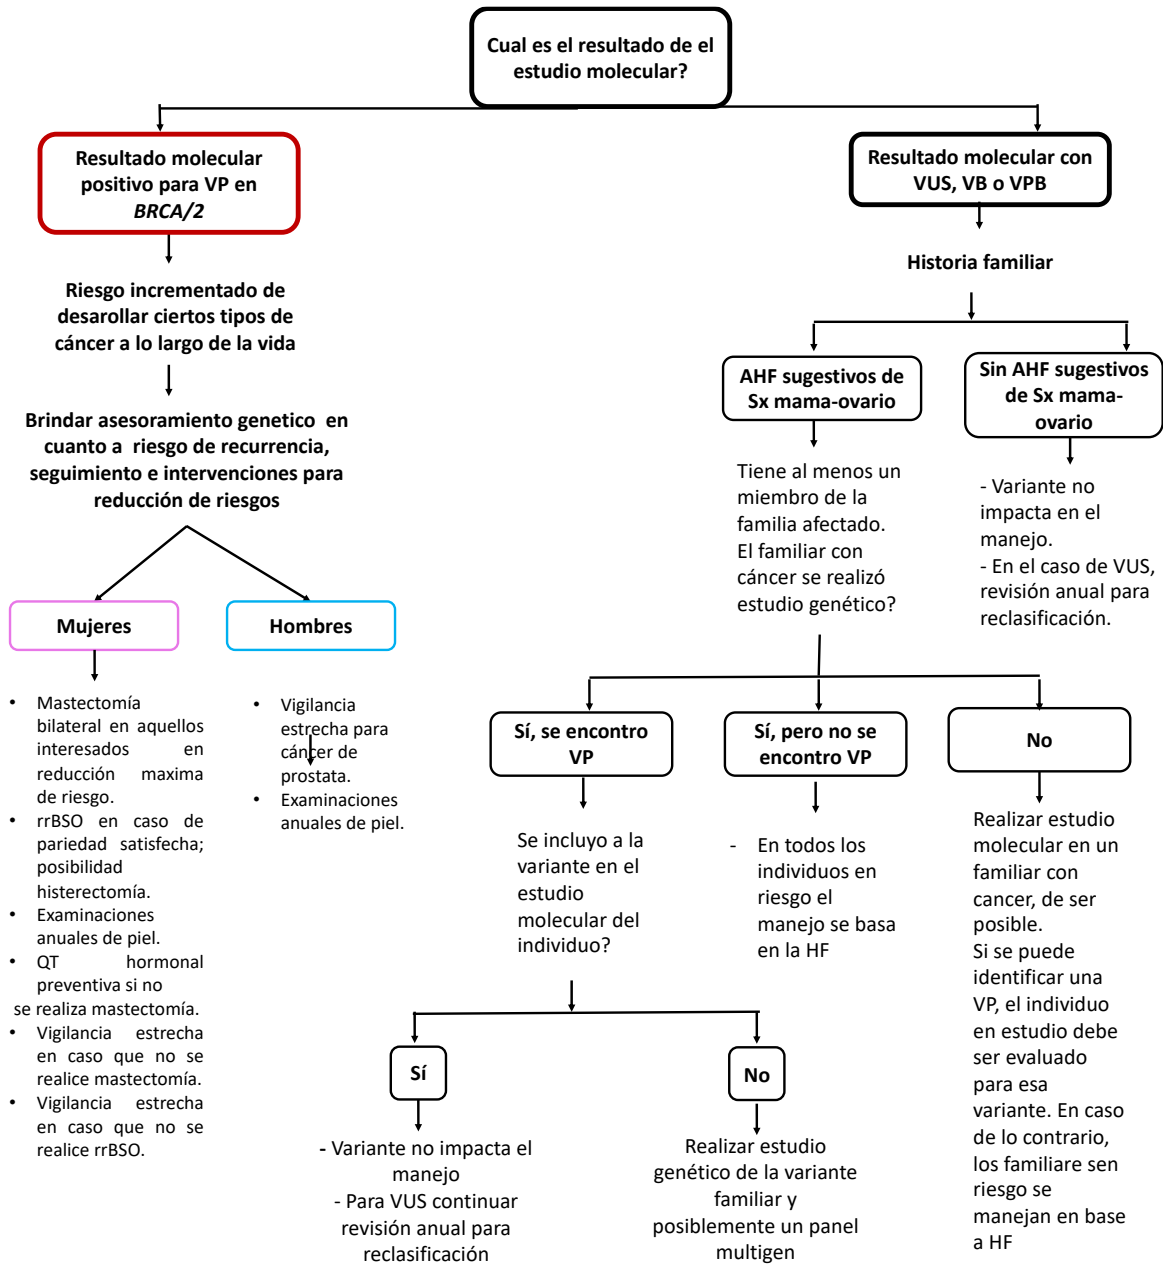 Cual es el resultado de el
estudio molecular?
Resultado molecular
positivo para VP en
BRCA/2
Riesgo incrementado de
desarollar ciertos tipos de
cáncer a lo largo de la vida
Brindar asesoramiento genetico en
cuanto a riesgo de recurrencia,
seguimiento e intervenciones para
reducción de riesgos
Mujeres
• Mastectomía
bilateral en aquellos
interesados en
reducción maxima
de riesgo.
• rrBSO en caso de
pariedad satisfecha;
posibilidad
histerectomía.
• Examinaciones
anuales de piel.
• QT hormonal
preventiva si no
se realiza mastectomía.
• Vigilancia estrecha
en caso que no se
realice mastectomía.
• Vigilancia estrecha
en caso que no se
realice rrBSO.
Hombres
• Vigilancia
estrecha para
cáncer de
prostata.
• Examinaciones
anuales de piel.
Resultado molecular con
VUS, VB o VPB
Historia familiar
AHF sugestivos de
Sx mama-ovario
Tiene al menos un
miembro de la
familia afectado.
El familiar con
cáncer se realizó
estudio genético?
Sin AHF sugestivos
de Sx mama-
ovario
- Variante no
impacta en el
manejo.
- En el caso de VUS,
revisión anual para
reclasificación.
Sí, se encontro
VP
Se incluyo a la
variante en el
estudio
molecular del
individuo?
Sí
- Variante no impacta el
manejo
- Para VUS continuar
revisión anual para
reclasificación
No
Realizar estudio
genético de la variante
familiar y
posiblemente un panel
multigen
Sí, pero no se
encontro VP
- En todos los
individuos en
riesgo el
manejo se basa
en la HF
No
Realizar estudio
molecular en un
familiar con
cancer, de ser
posible.
Si se puede
identificar una
VP, el individuo
en estudio debe
ser evaluado
para esa
variante. En caso
de lo contrario,
los familiare sen
riesgo se
manejan en base
a HF